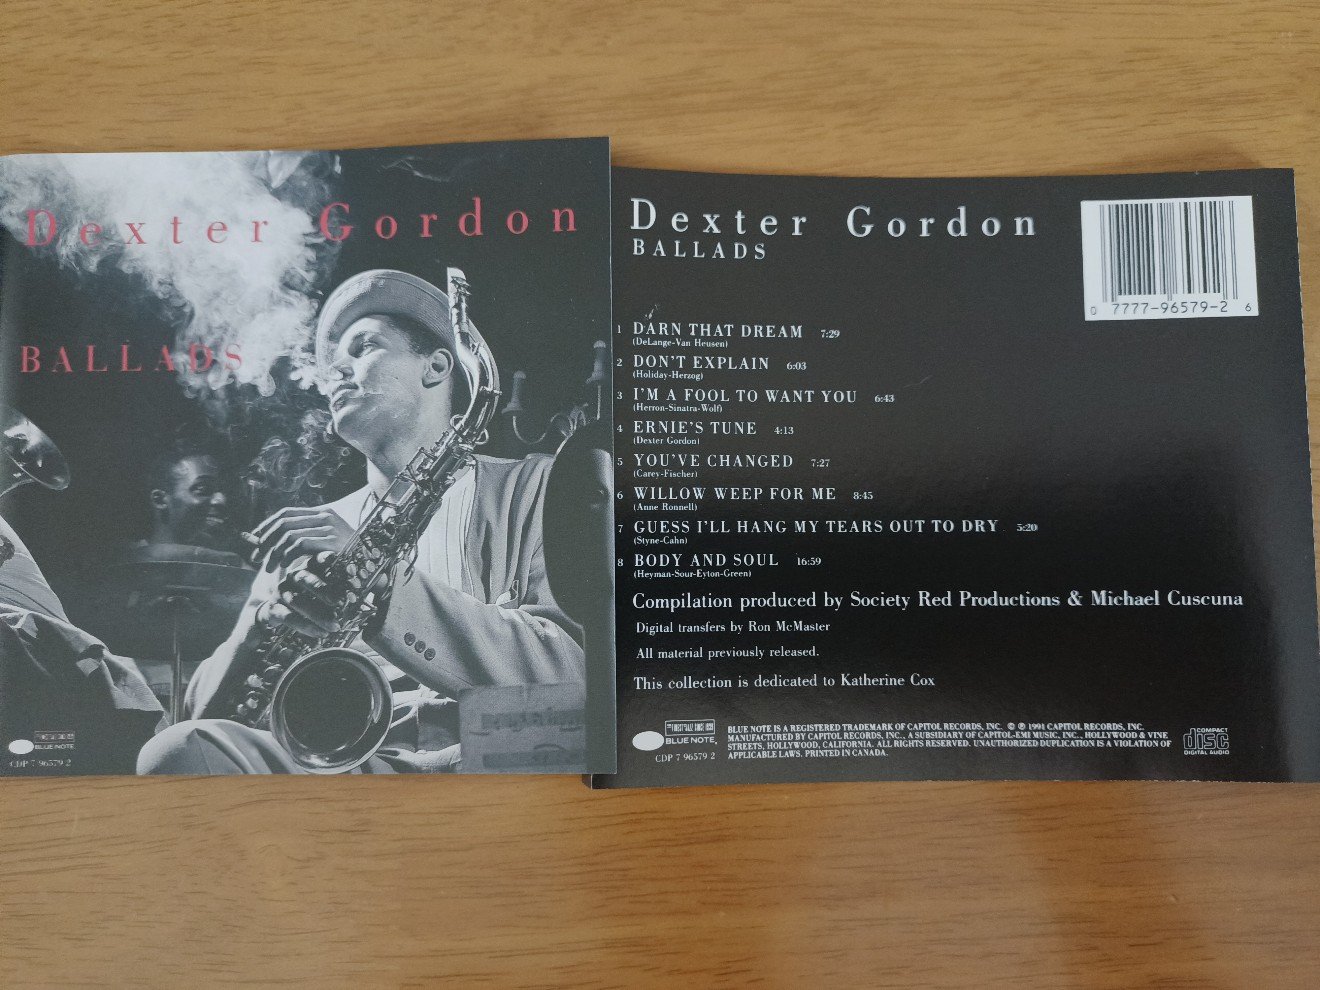 Dexter Gordon
BALLADS
BLUE NOTE
CDP 7 96579 2
Dexter Gordon
BALLADS
0 7777-96579-2 6
1 DARN THAT DREAM 7:29
(DeLange-Van Heusen)
2 DON'T EXPLAIN 6:03
(Holiday-Herzog)
3 I'M A FOOL TO WANT YOU 6:43
(Herron-Sinatra-Wolf)
4 ERNIE'S TUNE 4:13
(Dexter Gordon)
5 YOU'VE CHANGED 7:27
(Carey-Fischer)
6 WILLOW WEEP FOR ME 8:45
(Anne Ronnell)
7 GUESS I'LL HANG MY TEARS OUT TO DRY 5:20
(Styne-Cahn)
8 BODY AND SOUL 16:59
(Heyman-Sour-Eyton-Green)
Compilation produced by Society Red Productions & Michael Cuscuna
Digital transfers by Ron McMaster
All material previously released.
This collection is dedicated to Katherine Cox
BLUE NOTE.
CDP 7 96579 2
BLUE NOTE IS A REGISTERED TRADEMARK OF CAPITOL RECORDS, INC. © ℗ 1991 CAPITOL RECORDS, INC.
MANUFACTURED BY CAPITOL RECORDS, INC., A SUBSIDIARY OF CAPITOL-EMI MUSIC, INC., HOLLYWOOD & VINE
STREETS, HOLLYWOOD, CALIFORNIA. ALL RIGHTS RESERVED. UNAUTHORIZED DUPLICATION IS A VIOLATION OF
APPLICABLE LAWS. PRINTED IN CANADA.
COMPACT
disc
DIGITAL AUDIO